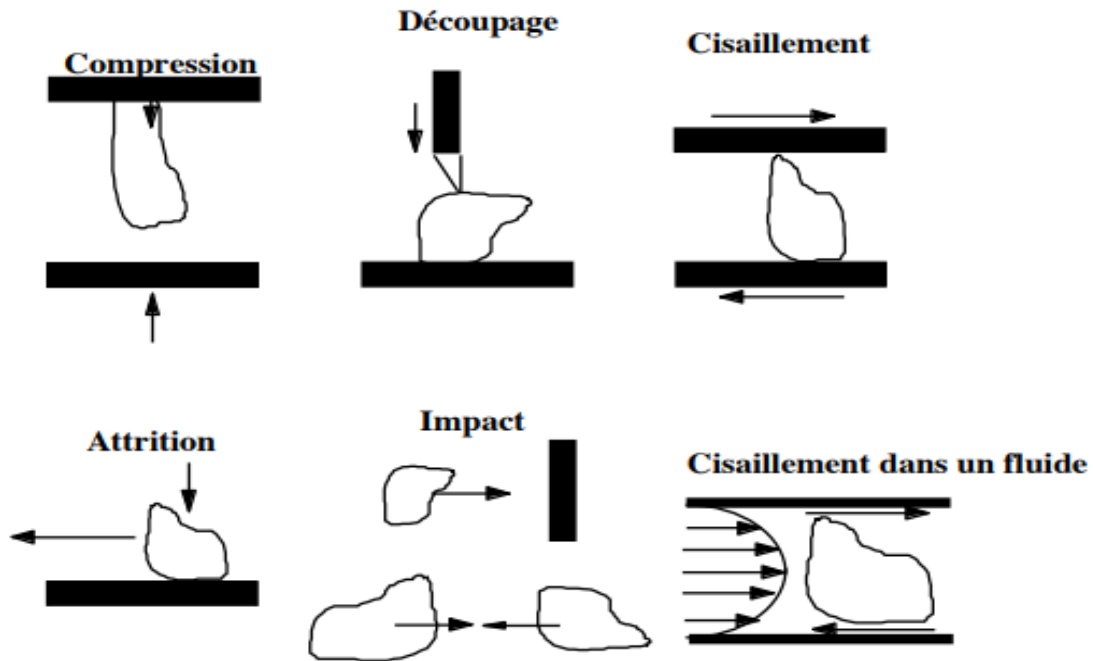 Compression
Découpage
Cisaillement
Attrition
Impact
Cisaillement dans un fluide